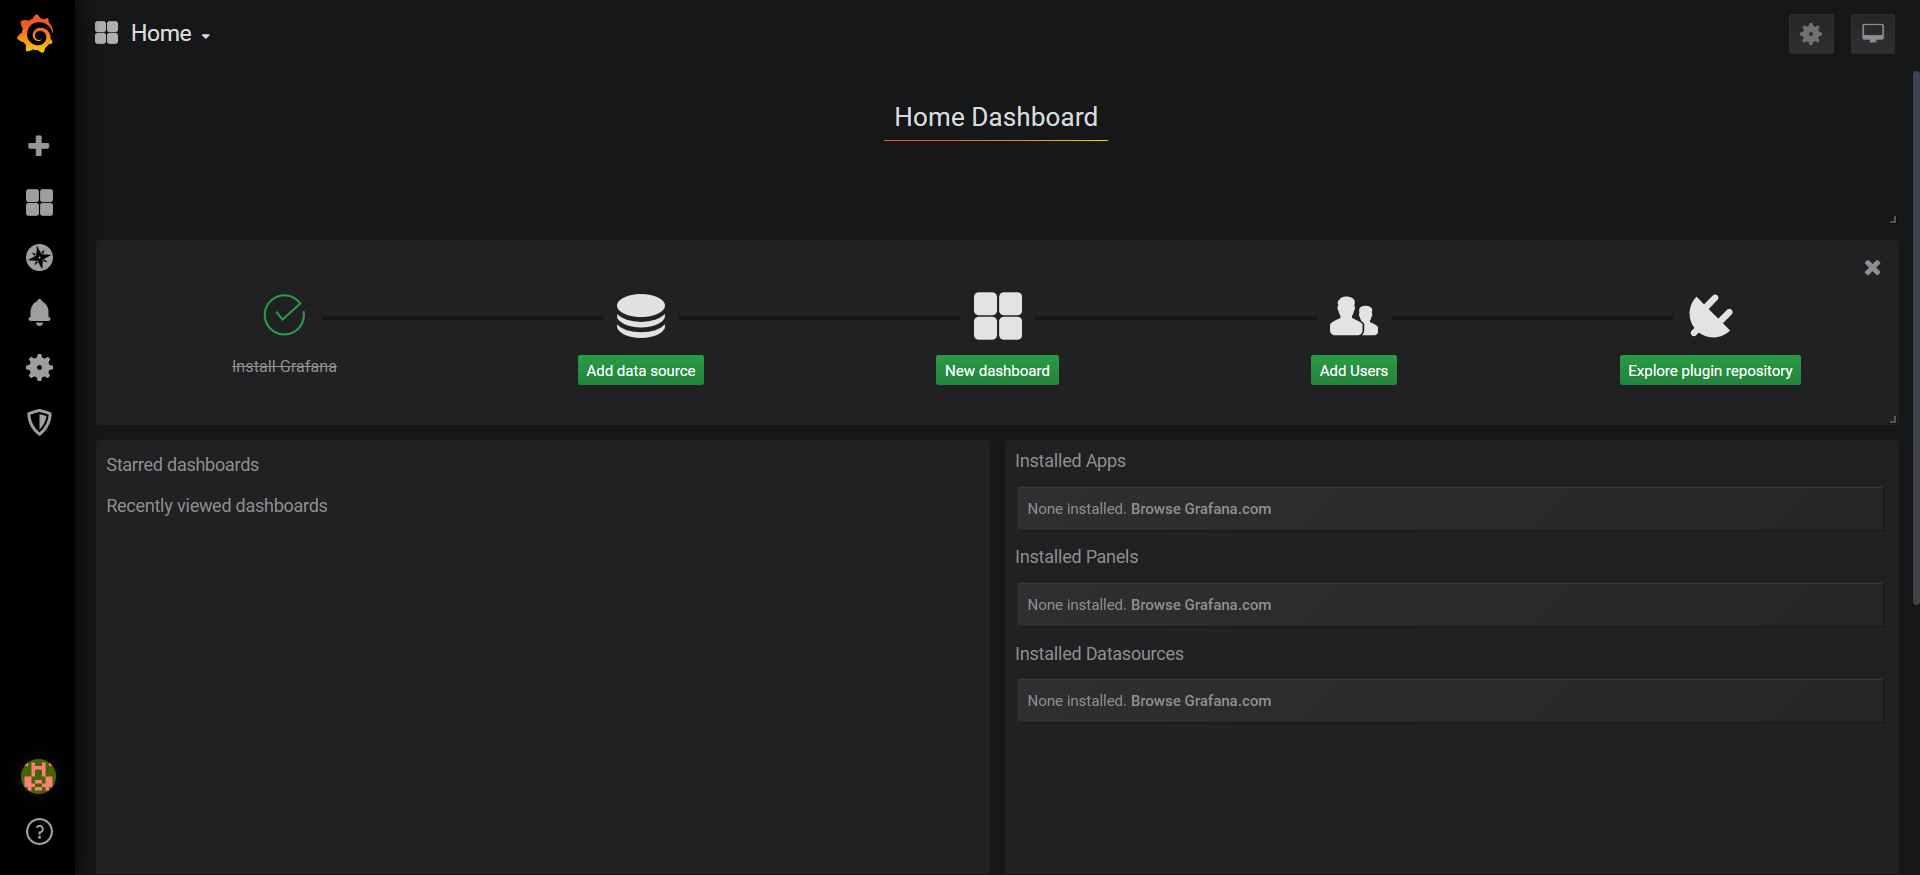 Home
Home Dashboard
Install Grafana
Add data source
New dashboard
Add Users
Explore plugin repository
Starred dashboards
Recently viewed dashboards
Installed Apps
None installed. Browse Grafana.com
Installed Panels
None installed. Browse Grafana.com
Installed Datasources
None installed. Browse Grafana.com
?